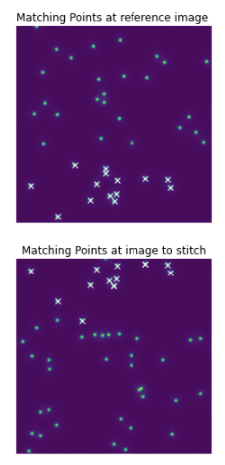 Matching Points at reference image
Matching Points at image to stitch